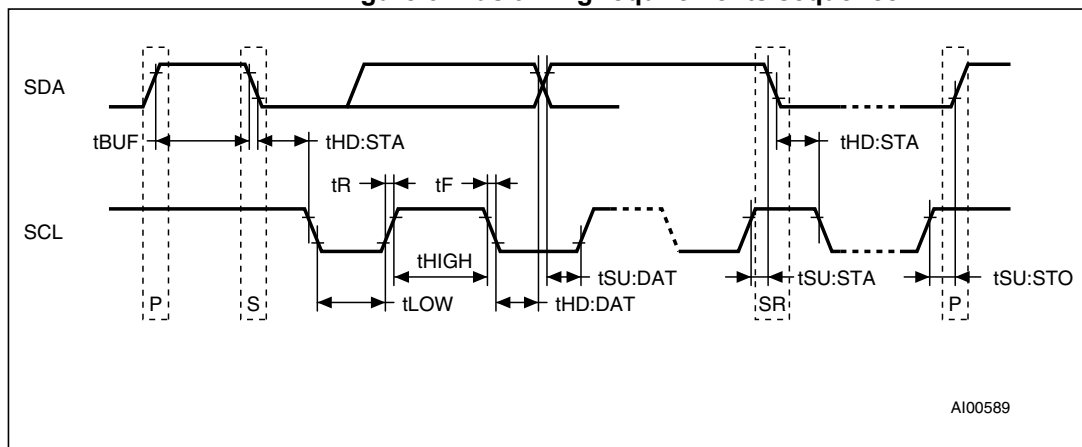 SDA
tBUF
tHD:STA
tHD:STA
tR
tF
SCL
tHIGH
tSU:DAT
tSU:STA
tSU:STO
P
S
tLOW
tHD:DAT
SR
P
AI00589